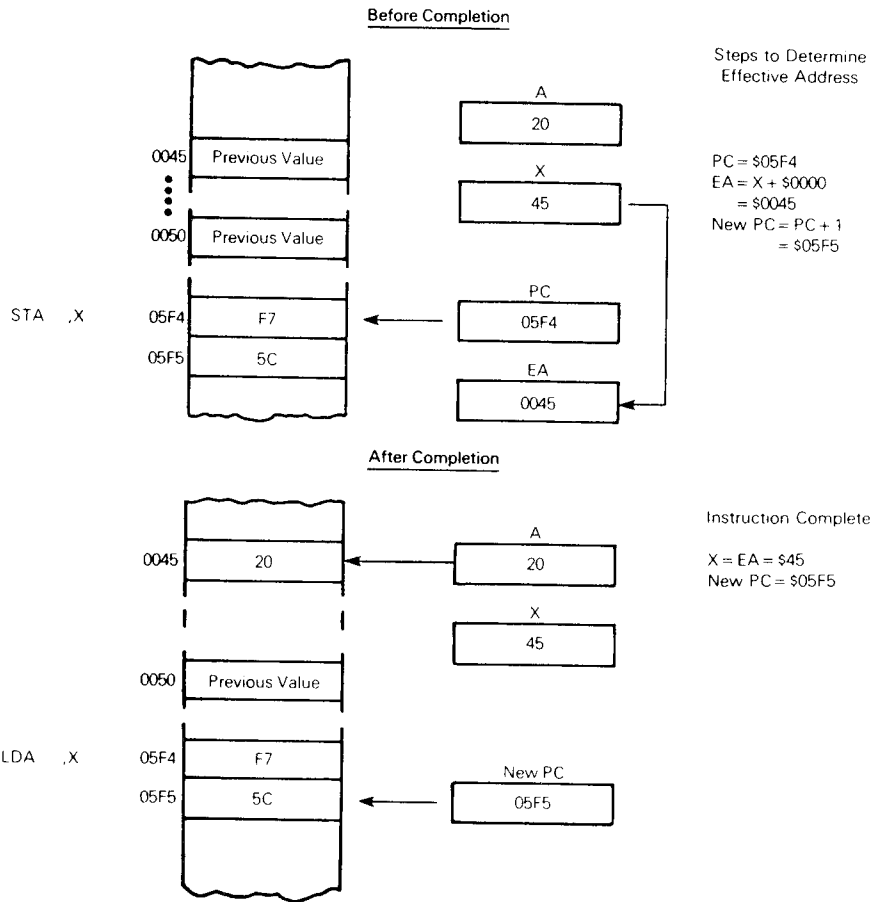 Before Completion
Steps to Determine
Effective Address
A
20
0045 Previous Value
X
45
PC = $05F4
EA = X + $0000
= $0045
New PC = PC + 1
= $05F5
0050 Previous Value
PC
STA ,X 05F4 F7 05F4
05F5 5C
EA
0045
After Completion
Instruction Complete
A
0045 20 20
X = EA = $45
New PC = $05F5
X
45
0050 Previous Value
LDA ,X 05F4 F7
New PC
05F5 5C 05F5